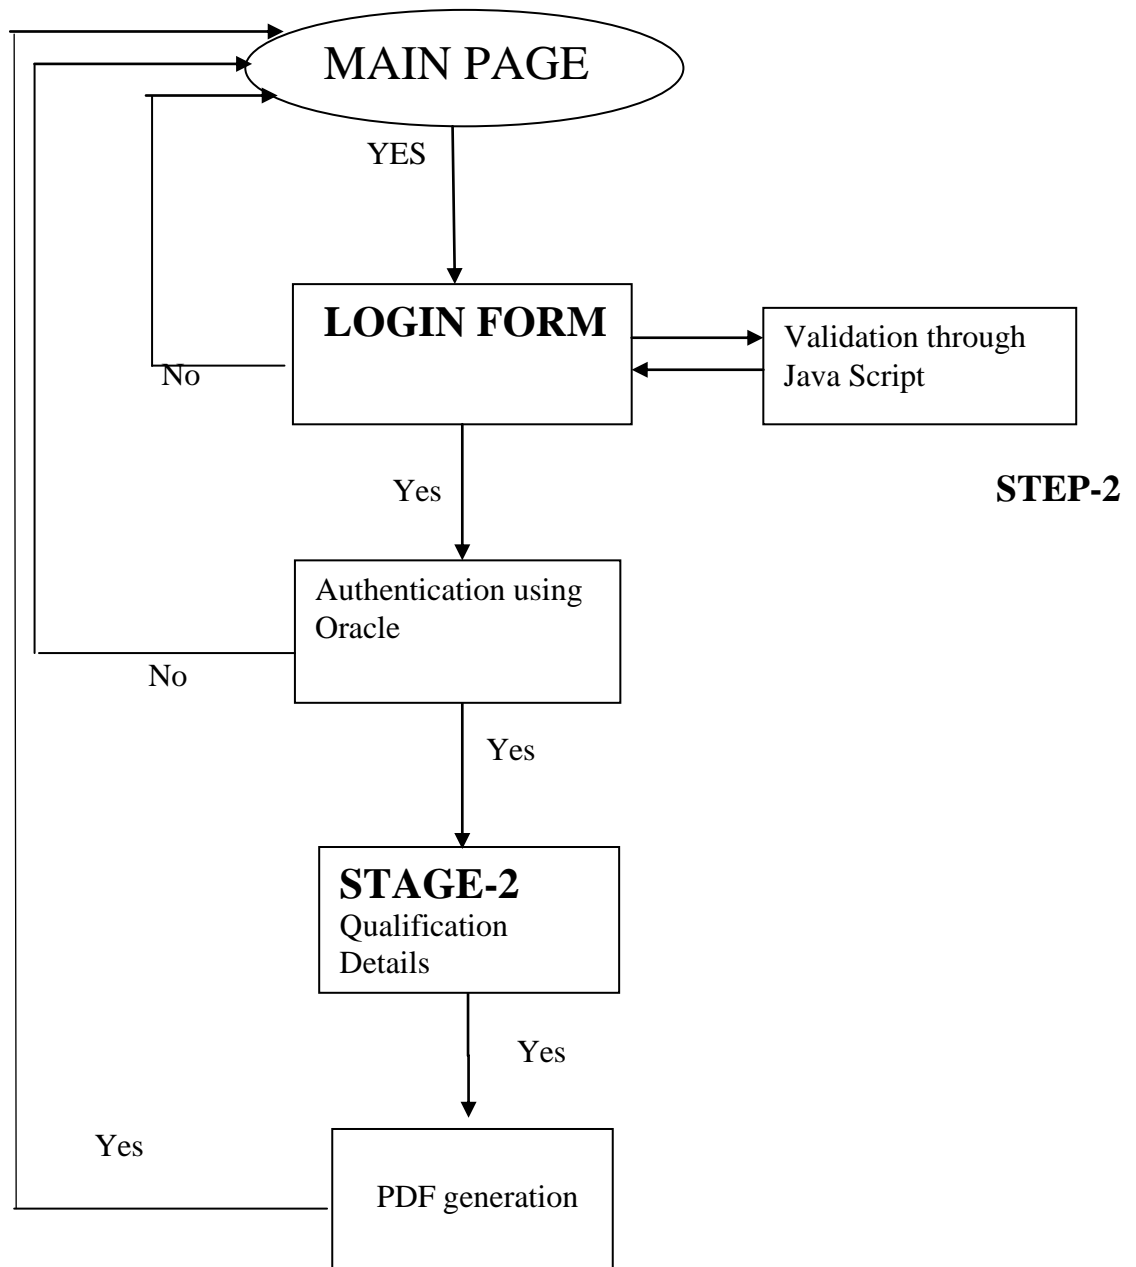 MAIN PAGE
YES
LOGIN FORM
Validation through
Java Script
No
Yes
STEP-2
Authentication using
Oracle
No
Yes
STAGE-2
Qualification
Details
Yes
Yes
PDF generation